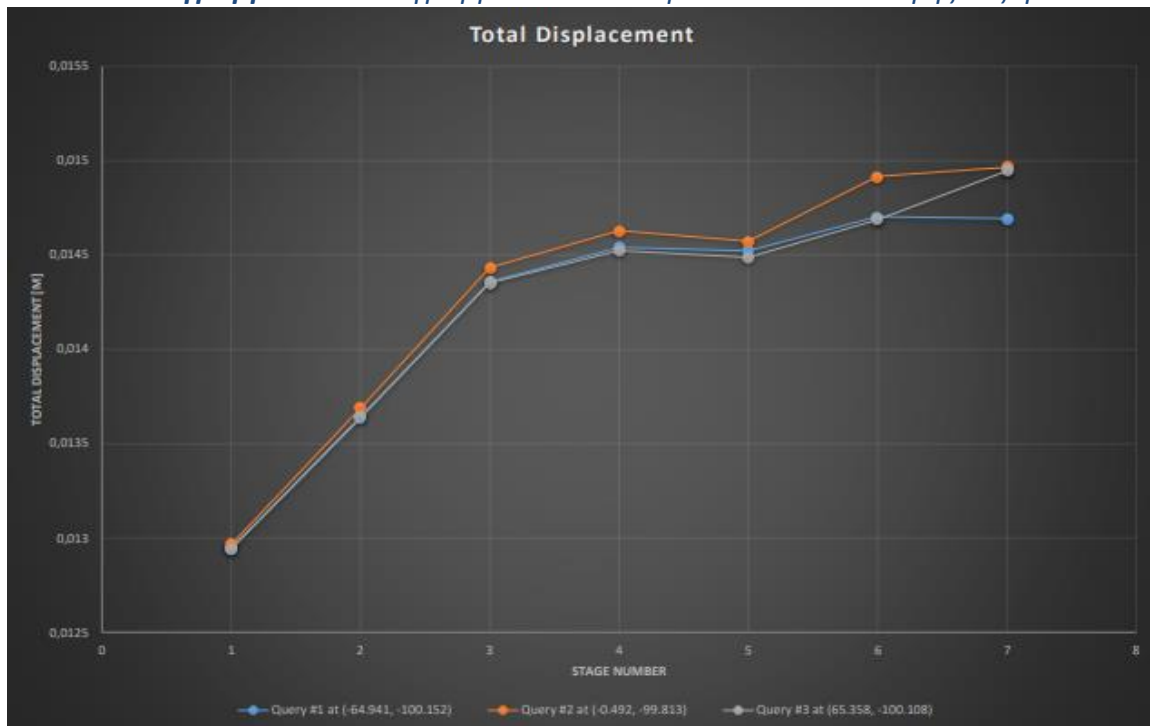 Total Displacement
0,0155
0,015
0,0145
0,014
0,0135
0,013
0,0125
TOTAL DISPLACEMENT [M]
0 1 2 3 4 5 6 7 8
STAGE NUMBER
Query #1 at (-64.941, -100.152) Query #2 at (-0.492, -99.813) Query #3 at (65.358, -100.108)